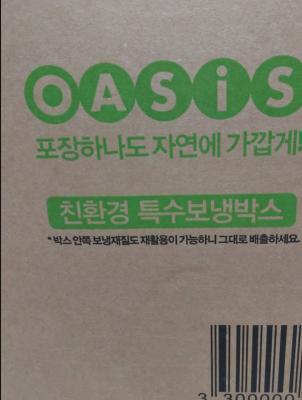 OASiS
포장하나도 자연에 가깝게!
친환경 특수보냉박스
* 박스 안쪽 보냉재질도 재활용이 가능하니 그대로 배출하세요.
3 300000